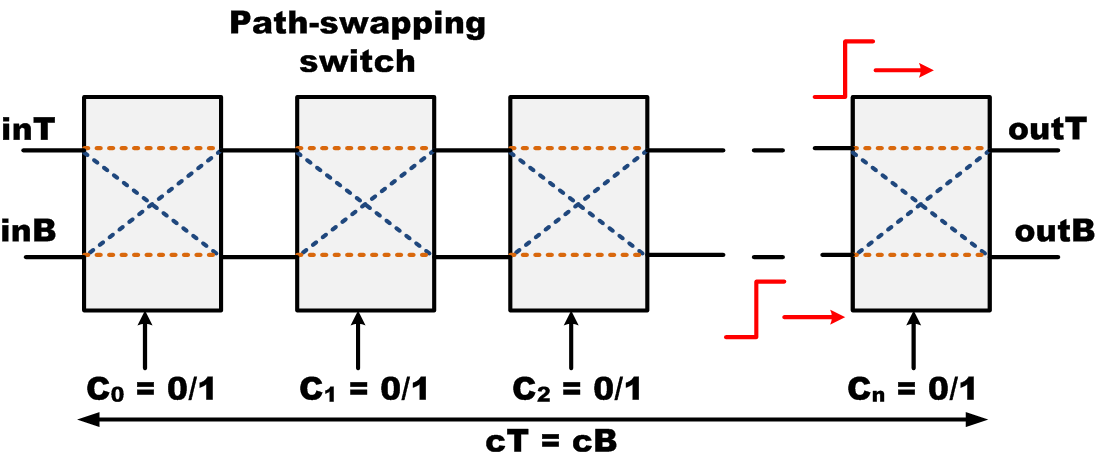 Path-swapping
switch
inT
outT
inB
outB
C₀ = 0/1
C₁ = 0/1
C₂ = 0/1
Cₙ = 0/1
cT = cB